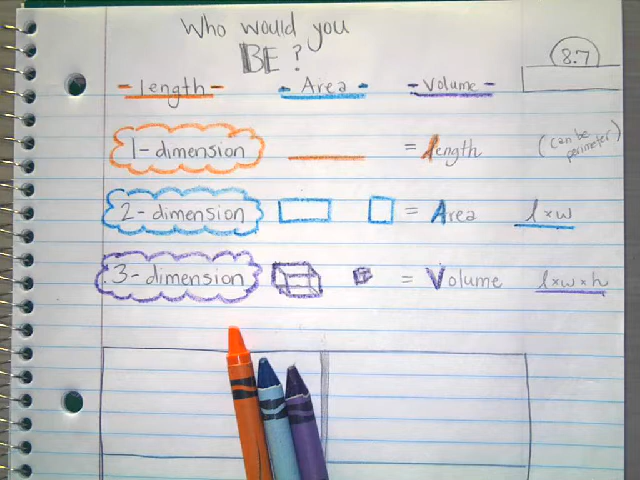 Who would you
BE?
8.7
- Length - - Area - - Volume -
1-dimension = length (can be perimeter)
2-dimension = Area l x w
3-dimension = Volume l x w x h